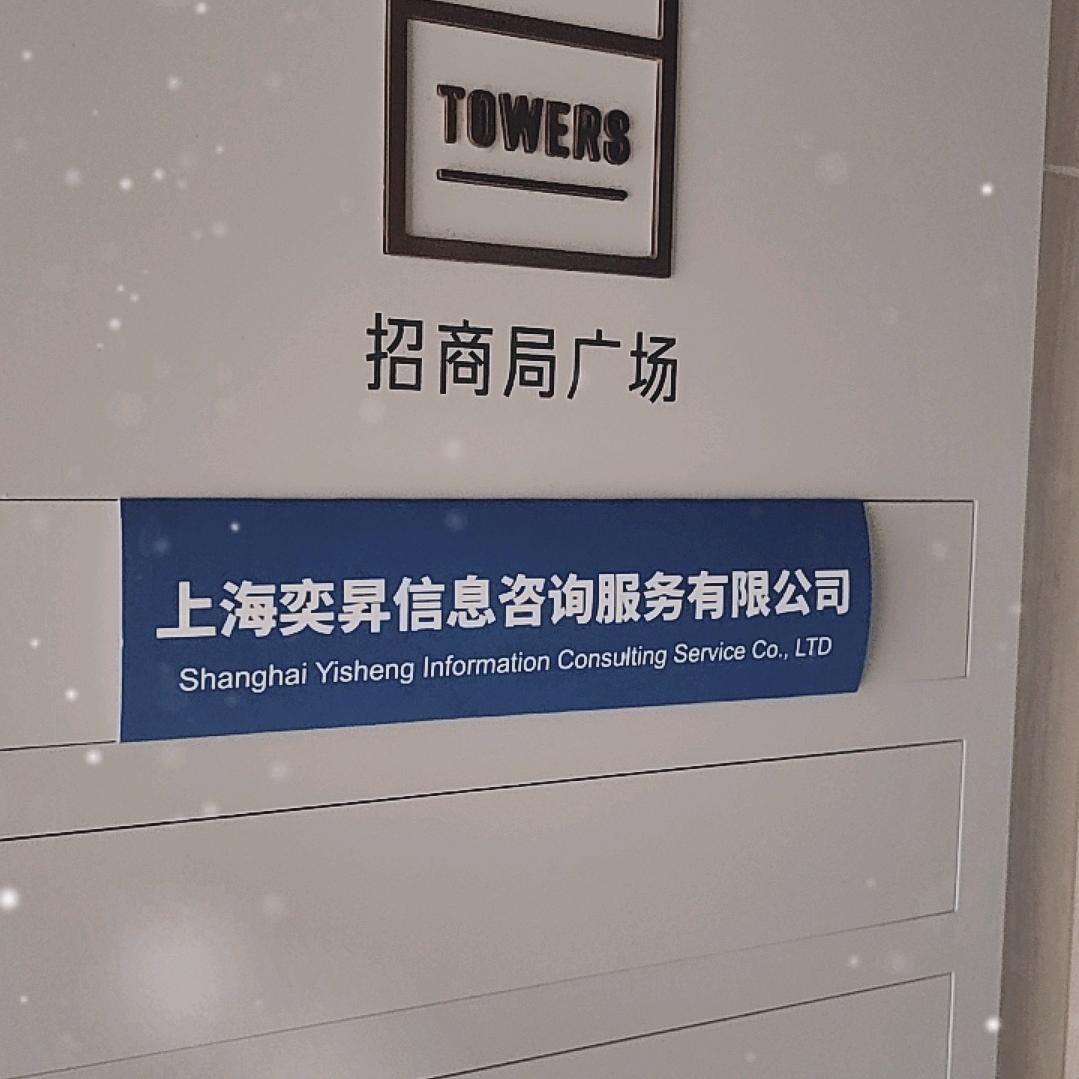 TOWERS
招商局广场
上海奕昇信息咨询服务有限公司
Shanghai Yisheng Information Consulting Service Co., LTD